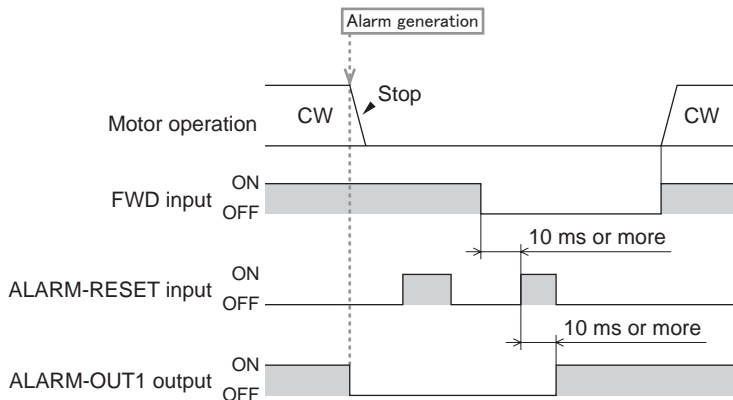 Alarm generation
Stop
CW
CW
Motor operation
ON
FWD input
OFF
10 ms or more
ON
ALARM-RESET input
OFF
10 ms or more
ON
ALARM-OUT1 output
OFF